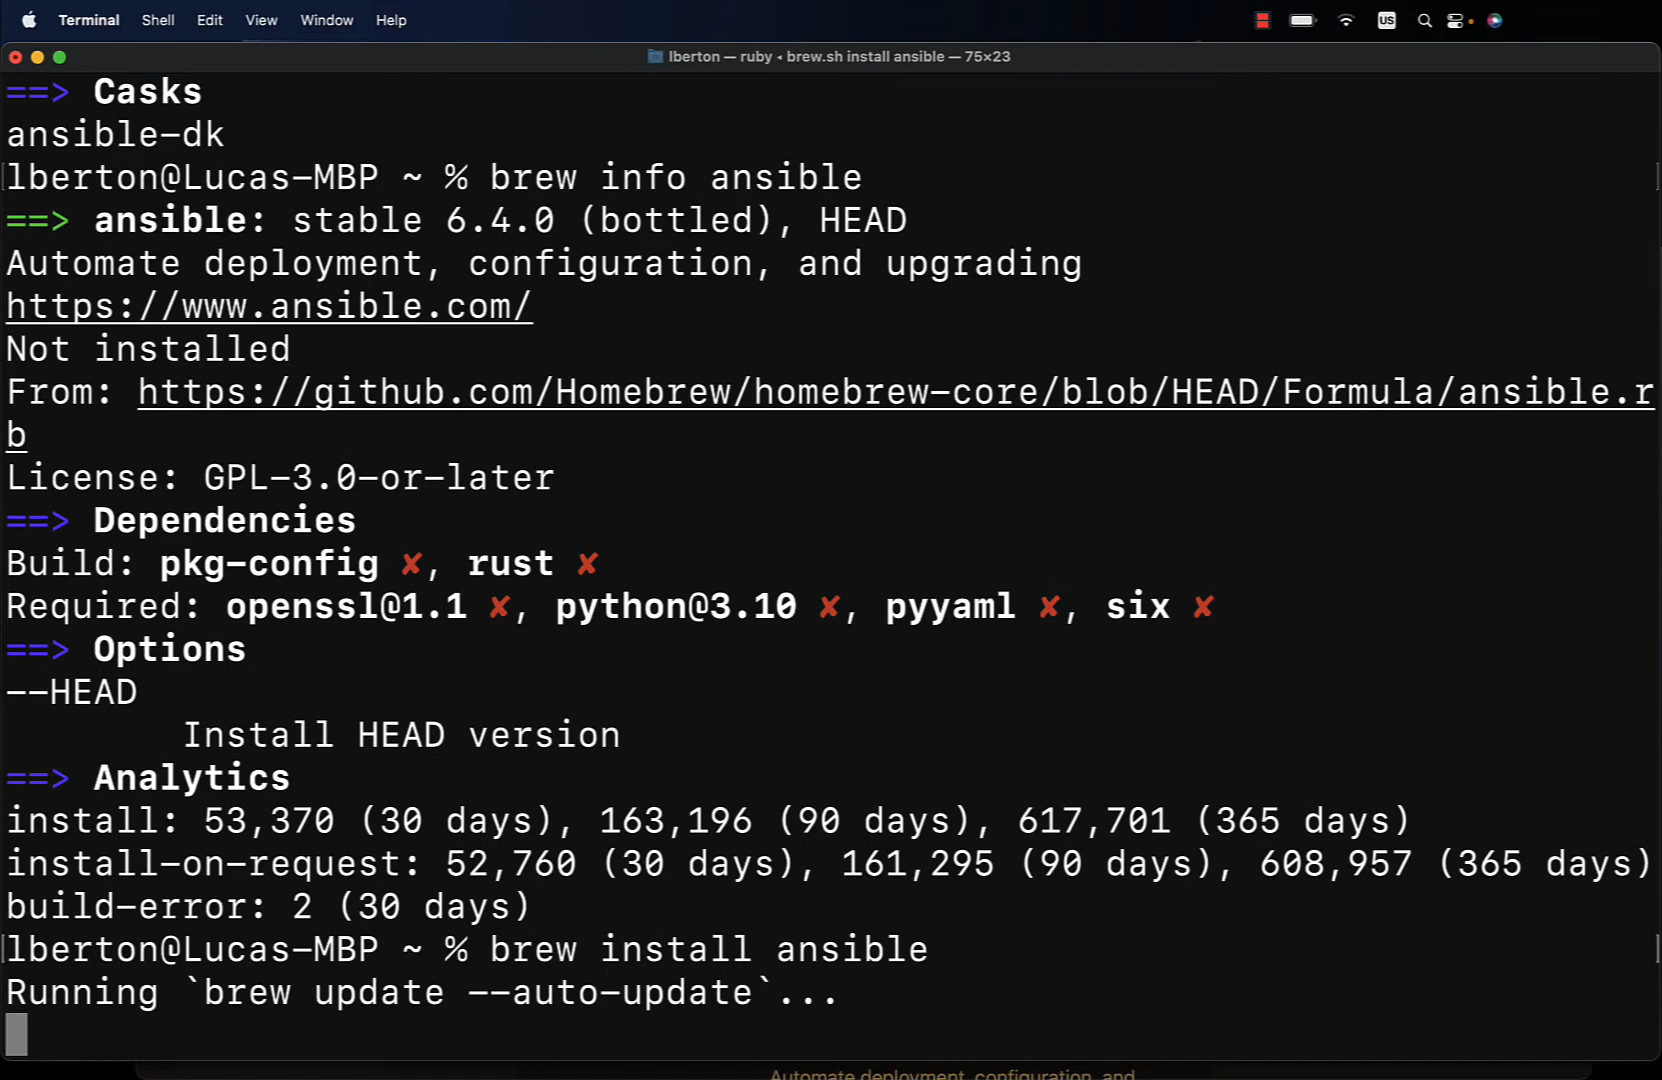 Terminal Shell Edit View Window Help US
lberton — ruby ◂ brew.sh install ansible — 75×23
==> Casks
ansible-dk
lberton@Lucas-MBP ~ % brew info ansible
==> ansible: stable 6.4.0 (bottled), HEAD
Automate deployment, configuration, and upgrading
https://www.ansible.com/
Not installed
From: https://github.com/Homebrew/homebrew-core/blob/HEAD/Formula/ansible.r
b
License: GPL-3.0-or-later
==> Dependencies
Build: pkg-config ✘, rust ✘
Required: openssl@1.1 ✘, python@3.10 ✘, pyyaml ✘, six ✘
==> Options
--HEAD
Install HEAD version
==> Analytics
install: 53,370 (30 days), 163,196 (90 days), 617,701 (365 days)
install-on-request: 52,760 (30 days), 161,295 (90 days), 608,957 (365 days)
build-error: 2 (30 days)
lberton@Lucas-MBP ~ % brew install ansible
Running `brew update --auto-update`...
Automate deployment, configuration, and